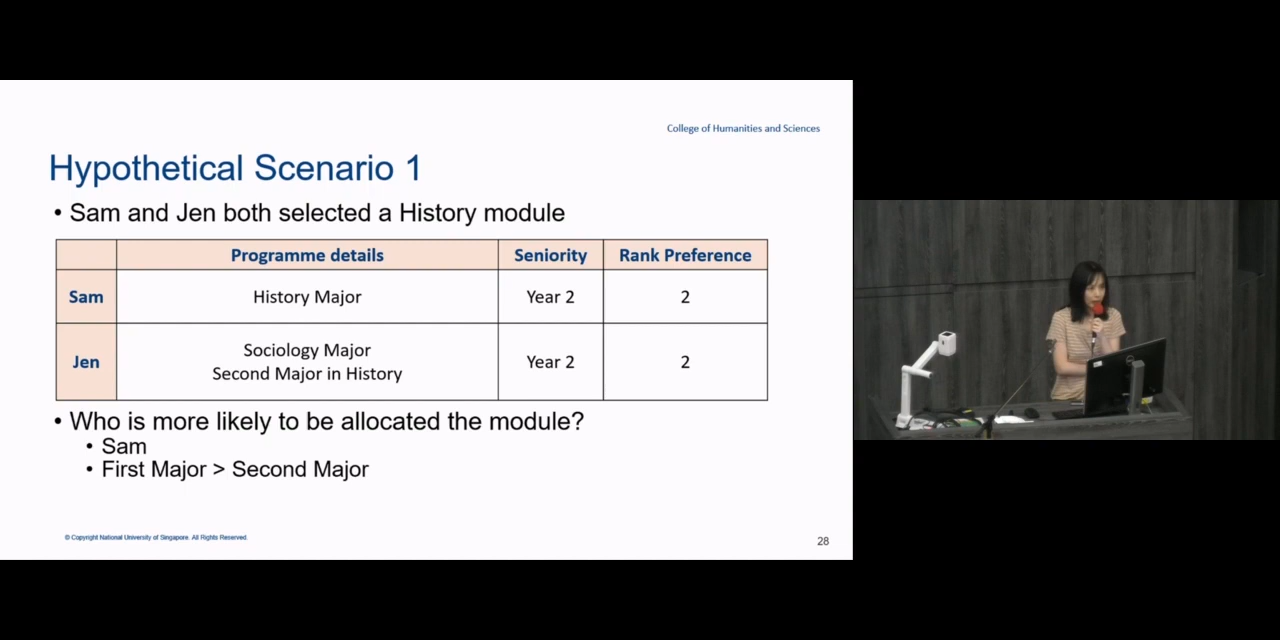 College of Humanities and Sciences
Hypothetical Scenario 1
• Sam and Jen both selected a History module
Programme details Seniority Rank Preference
Sam History Major Year 2 2
Jen Sociology Major Second Major in History Year 2 2
• Who is more likely to be allocated the module?
• Sam
• First Major > Second Major
© Copyright National University of Singapore. All Rights Reserved.
28